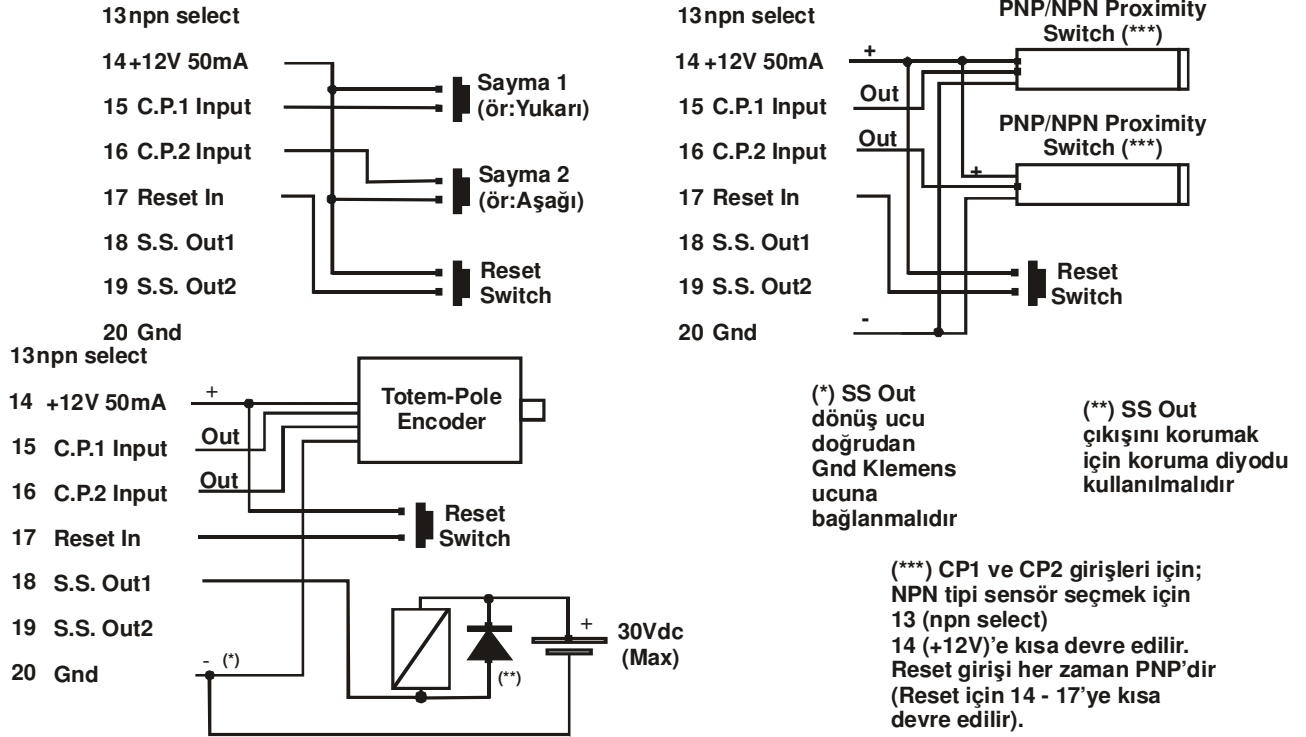 13npn select
14+12V 50mA
15 C.P.1 Input
16 C.P.2 Input
17 Reset In
18 S.S. Out1
19 S.S. Out2
20 Gnd
Sayma 1
(ör:Yukarı)
Sayma 2
(ör:Aşağı)
Reset
Switch
13npn select
14 +12V 50mA
15 C.P.1 Input
16 C.P.2 Input
17 Reset In
18 S.S. Out1
19 S.S. Out2
20 Gnd
+
Out
Out
+
-
PNP/NPN Proximity
Switch (***)
PNP/NPN Proximity
Switch (***)
Reset
Switch
13npn select
14 +12V 50mA
15 C.P.1 Input
16 C.P.2 Input
17 Reset In
18 S.S. Out1
19 S.S. Out2
20 Gnd
+
Out
Out
- (*)
Totem-Pole
Encoder
Reset
Switch
(**)
+
30Vdc
(Max)
(*) SS Out
dönüş ucu
doğrudan
Gnd Klemens
ucuna
bağlanmalıdır
(**) SS Out
çıkışını korumak
için koruma diyodu
kullanılmalıdır
(***) CP1 ve CP2 girişleri için;
NPN tipi sensör seçmek için
13 (npn select)
14 (+12V)'e kısa devre edilir.
Reset girişi her zaman PNP'dir
(Reset için 14 - 17'ye kısa
devre edilir).